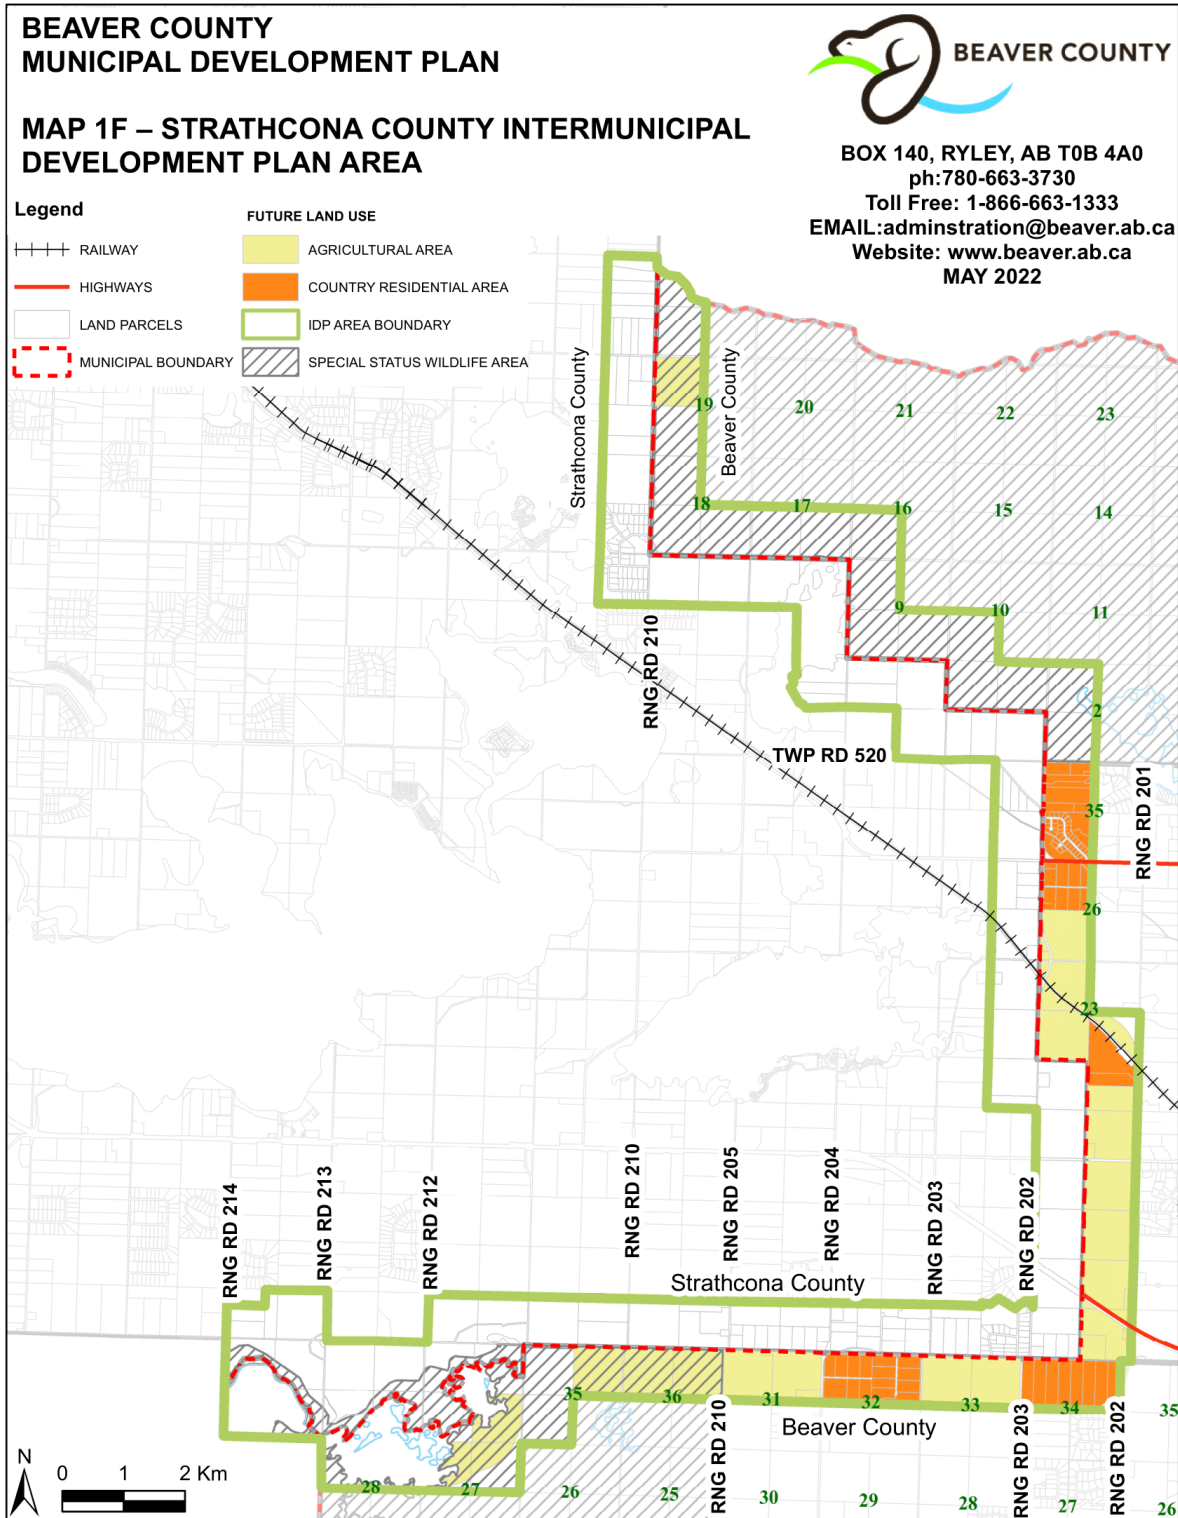 BEAVER COUNTY
MUNICIPAL DEVELOPMENT PLAN
MAP 1F – STRATHCONA COUNTY INTERMUNICIPAL
DEVELOPMENT PLAN AREA
BEAVER COUNTY
BOX 140, RYLEY, AB T0B 4A0
ph:780-663-3730
Toll Free: 1-866-663-1333
EMAIL:adminstration@beaver.ab.ca
Website: www.beaver.ab.ca
MAY 2022
Legend
RAILWAY
HIGHWAYS
LAND PARCELS
MUNICIPAL BOUNDARY
FUTURE LAND USE
AGRICULTURAL AREA
COUNTRY RESIDENTIAL AREA
IDP AREA BOUNDARY
SPECIAL STATUS WILDLIFE AREA
Strathcona County
Beaver County
19 20 21 22 23
18 17 16 15 14
9 10 11
RNG RD 210
2
TWP RD 520
35
RNG RD 201
26
23
RNG RD 214
RNG RD 213
RNG RD 212
RNG RD 210
RNG RD 205
RNG RD 204
RNG RD 203
RNG RD 202
Strathcona County
35 36 31 32 33 34 35
Beaver County
RNG RD 210
RNG RD 203
RNG RD 202
28 27 26 25 30 29 28 27 26
N
0 1 2 Km